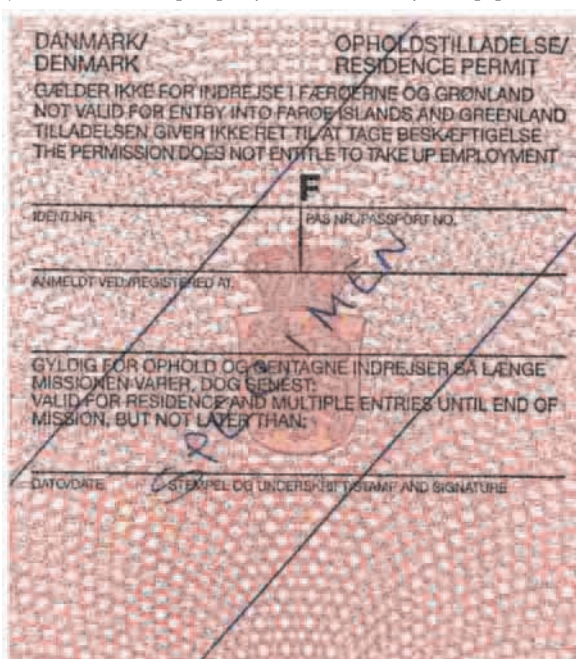 DANMARK/ OPHOLDSTILLADELSE/
DENMARK RESIDENCE PERMIT
GÆLDER IKKE FOR INDREJSE I FÆRØERNE OG GRØNLAND
NOT VALID FOR ENTRY INTO FAROE ISLANDS AND GREENLAND
TILLADELSEN GIVER IKKE RET TIL AT TAGE BESKÆFTIGELSE
THE PERMISSION DOES NOT ENTITLE TO TAKE UP EMPLOYMENT
F
IDENT.NR. PAS NR./PASSPORT NO.
ANMELDT VED:/REGISTERED AT.
GYLDIG FOR OPHOLD OG GENTAGNE INDREJSER SÅ LÆNGE
MISSIONEN VARER, DOG SENEST:
VALID FOR RESIDENCE AND MULTIPLE ENTRIES UNTIL END OF
MISSION, BUT NOT LATER THAN:
DATO/DATE STEMPEL OG UNDERSKRIFT/STAMP AND SIGNATURE
SPECIMEN